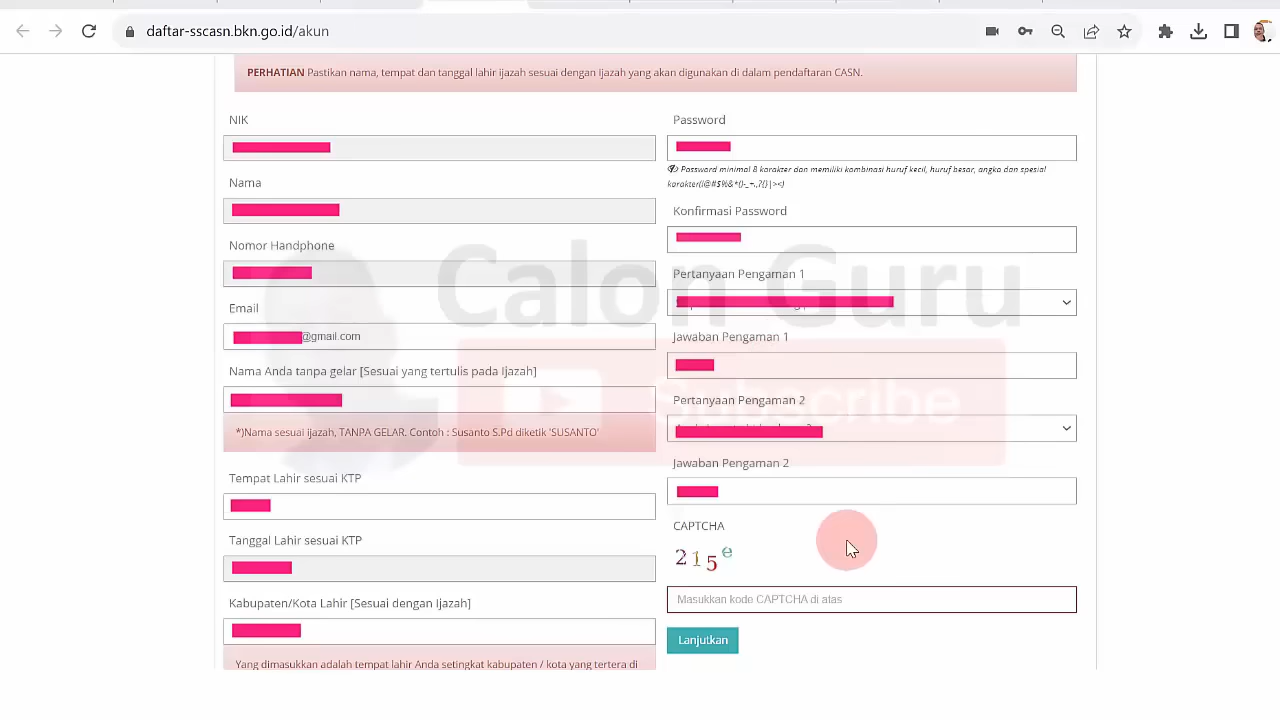 daftar-sscasn.bkn.go.id/akun
PERHATIAN Pastikan nama, tempat dan tanggal lahir ijazah sesuai dengan Ijazah yang akan digunakan di dalam pendaftaran CASN.
NIK
Nama
Nomor Handphone
Email
@gmail.com
Nama Anda tanpa gelar [Sesuai yang tertulis pada Ijazah]
*)Nama sesuai ijazah, TANPA GELAR. Contoh : Susanto S.Pd diketik 'SUSANTO'
Tempat Lahir sesuai KTP
Tanggal Lahir sesuai KTP
Kabupaten/Kota Lahir [Sesuai dengan Ijazah]
Yang dimasukkan adalah tempat lahir Anda setingkat kabupaten / kota yang tertera di
Password
Password minimal 8 karakter dan memiliki kombinasi huruf kecil, huruf besar, angka dan spesial
Konfirmasi Password
Pertanyaan Pengaman 1
Jawaban Pengaman 1
Pertanyaan Pengaman 2
Jawaban Pengaman 2
CAPTCHA
215e
Masukkan kode CAPTCHA di atas
Lanjutkan
Calon Guru
Subscribe